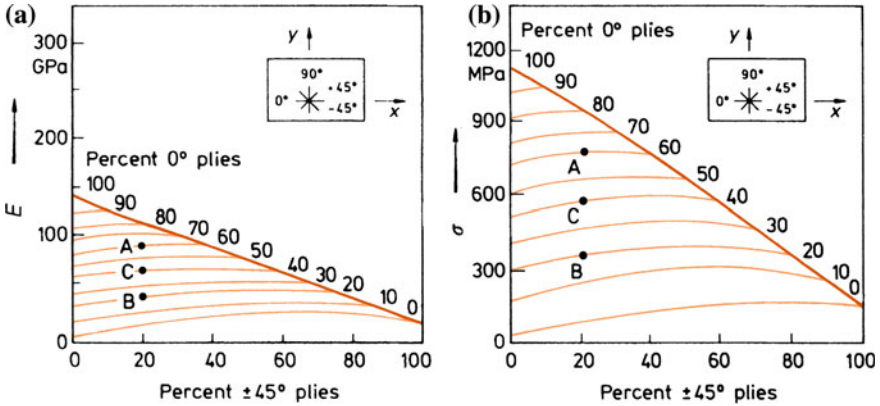 (a)
300
GPa
200
100
0
E
y
90°
0°
+45°
-45°
x
Percent 0° plies
100
90
80
70
60
50
40
30
20
10
0
A
C
B
0 20 40 60 80 100
Percent ±45° plies
(b)
Percent 0° plies
1200
MPa
900
600
300
0
σ
y
90°
0°
+45°
-45°
x
100
90
80
70
60
50
40
30
20
10
0
A
C
B
0 20 40 60 80 100
Percent ±45° plies